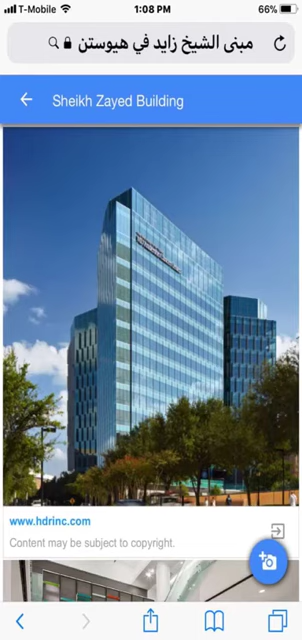 T-Mobile 1:08 PM 66%
مبنى الشيخ زايد في هيوستن
Sheikh Zayed Building
www.hdrinc.com
Content may be subject to copyright.